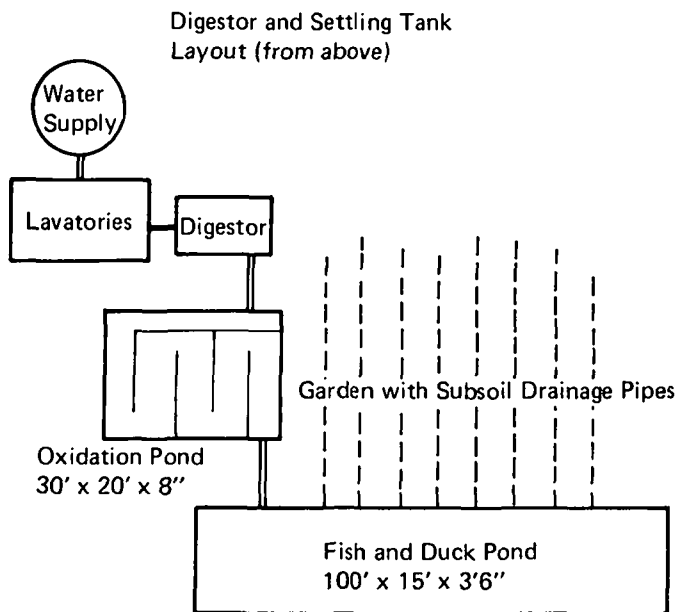 Digestor and Settling Tank
Layout (from above)
Water
Supply
Lavatories
Digestor
Garden with Subsoil Drainage Pipes
Oxidation Pond
30' x 20' x 8''
Fish and Duck Pond
100' x 15' x 3'6''